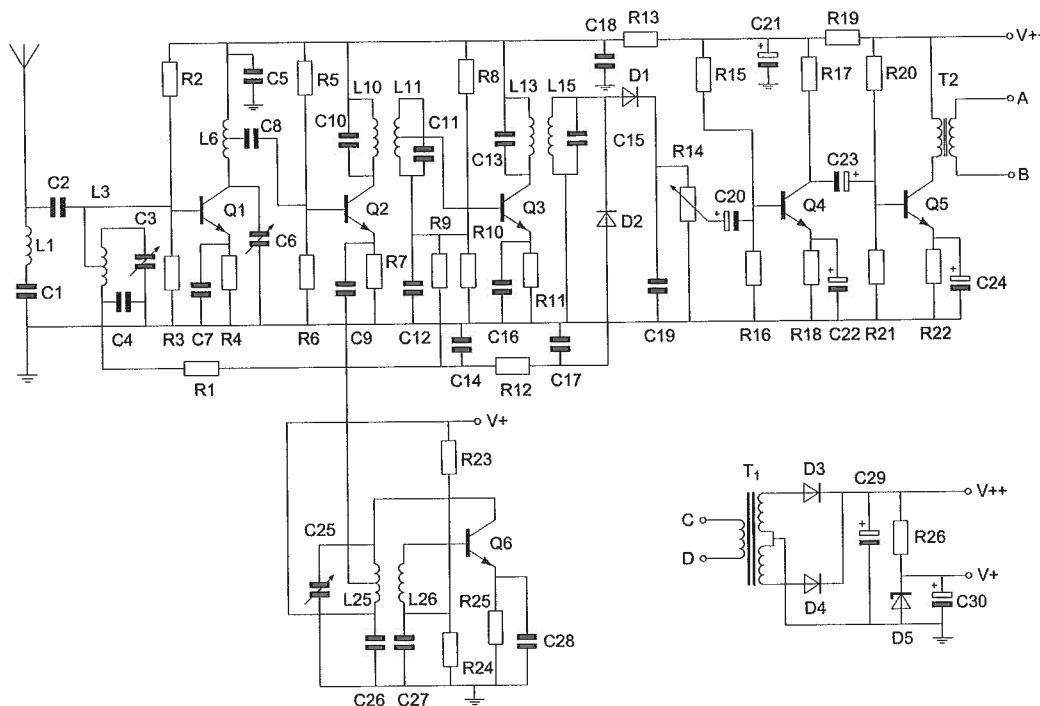 C18 R13 C21 R19
V++
R2 C5 R5 L10 R8 L13 L15 D1 R15 R17 R20 T2
L6 C8 L11 A
C10 C11 C13 C15
R14 C23 B
C2 L3 C20
C3 Q1 Q2 Q3 D2 Q4 Q5
L1 C6 R9 R10
R7
C1 R11 C24
C4 R3 C7 R4 R6 C9 C12 C16 C19 R16 R18 C22 R21 R22
C14 C17
R1 R12
V+
R23
T1 D3 C29
V++
C25 C
Q6 R26
D
V+
L25 L26 R25 D4 C30
C28 D5
R24
C26 C27
+
+
+
+
+
+
+